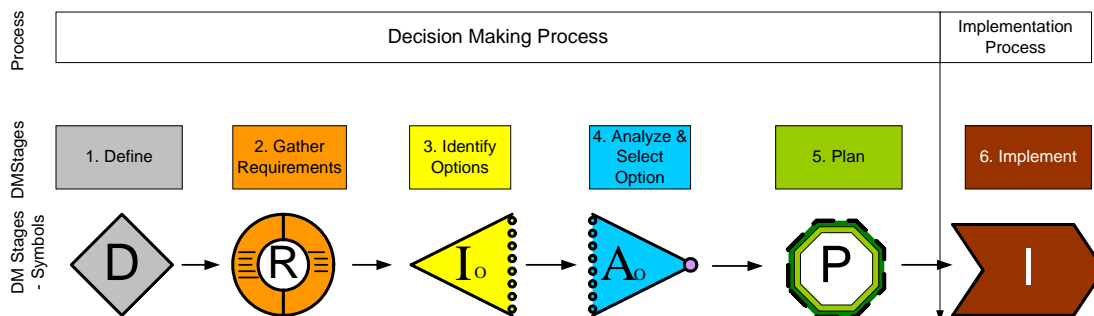 Process
Decision Making Process
Implementation
Process
DMStages
1. Define
2. Gather
Requirements
3. Identify
Options
4. Analyze &
Select
Option
5. Plan
6. Implement
DM Stages
- Symbols
D
R
Io
Ao
P
I